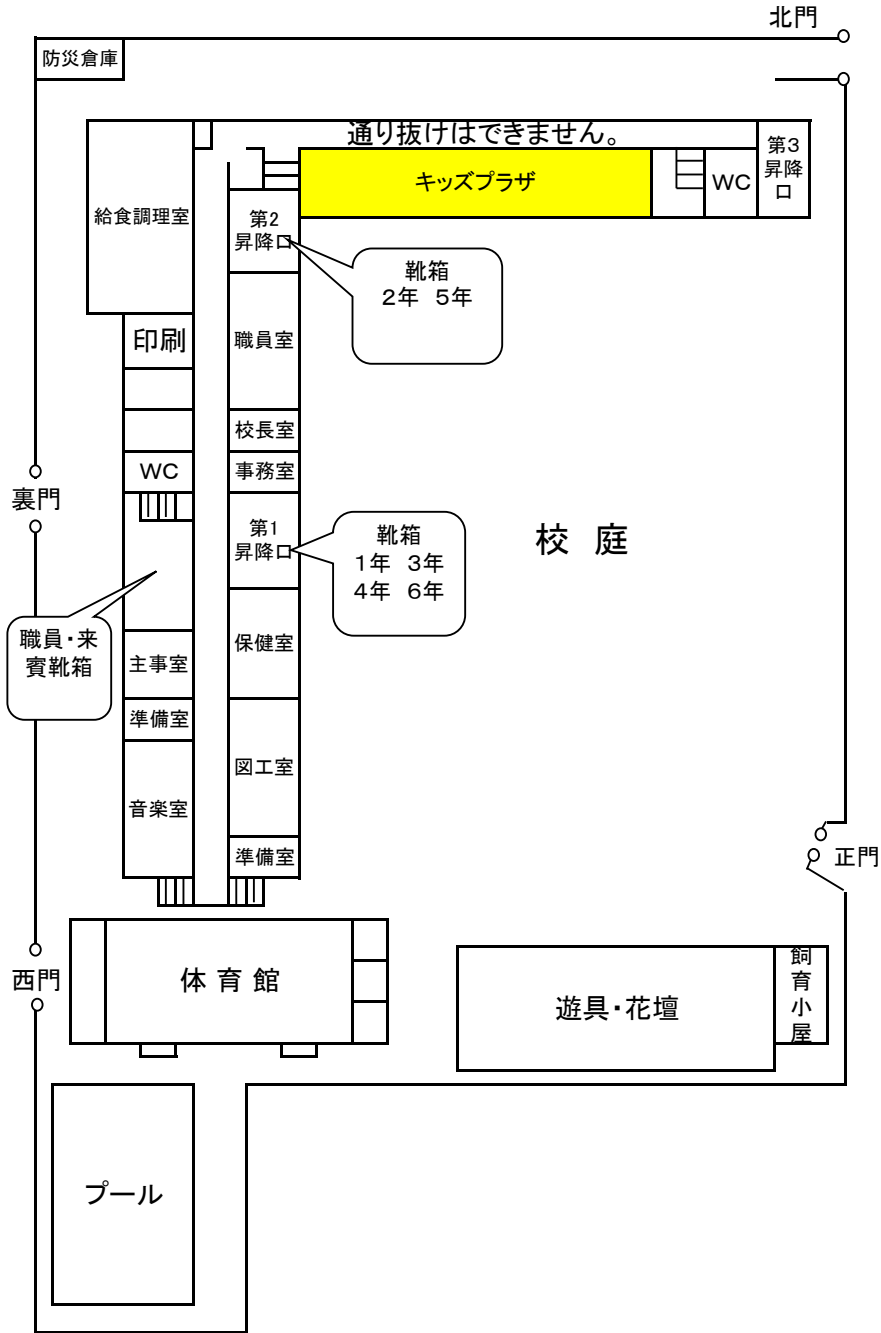 北門
防災倉庫
通り抜けはできません。
第3
昇降
口
キッズプラザ
WC
給食調理室
第2
昇降口
靴箱
2年 5年
印刷
職員室
校長室
WC
事務室
裏門
第1
昇降口
靴箱
1年 3年
4年 6年
校 庭
職員・来
賓靴箱
主事室
保健室
準備室
図工室
音楽室
準備室
正門
西門
体 育 館
遊具・花壇
飼
育
小
屋
プール